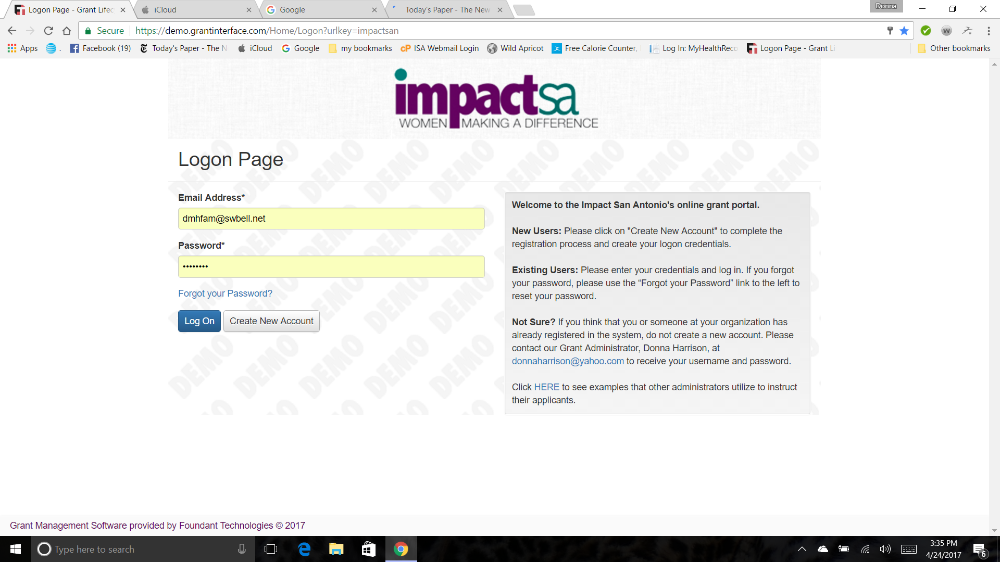 Logon Page - Grant Lifec
iCloud
Google
Today's Paper - The New
Donna
Secure
https://demo.grantinterface.com/Home/Logon?urlkey=impactsan
Apps
.
Facebook (19)
Today's Paper - The N
iCloud
Google
my bookmarks
cP ISA Webmail Login
Wild Apricot
Free Calorie Counter,
Log In: MyHealthReco
Logon Page - Grant Li
Other bookmarks
impactsa
WOMEN MAKING A DIFFERENCE
Logon Page
Email Address*
dmhfam@swbell.net
Password*
••••••••
Forgot your Password?
Log On
Create New Account
Welcome to the Impact San Antonio's online grant portal.
New Users: Please click on "Create New Account" to complete the
registration process and create your logon credentials.
Existing Users: Please enter your credentials and log in. If you forgot
your password, please use the “Forgot your Password” link to the left to
reset your password.
Not Sure? If you think that you or someone at your organization has
already registered in the system, do not create a new account. Please
contact our Grant Administrator, Donna Harrison, at
donnaharrison@yahoo.com to receive your username and password.
Click HERE to see examples that other administrators utilize to instruct
their applicants.
DEMO
Grant Management Software provided by Foundant Technologies © 2017
Type here to search
3:35 PM
4/24/2017
6